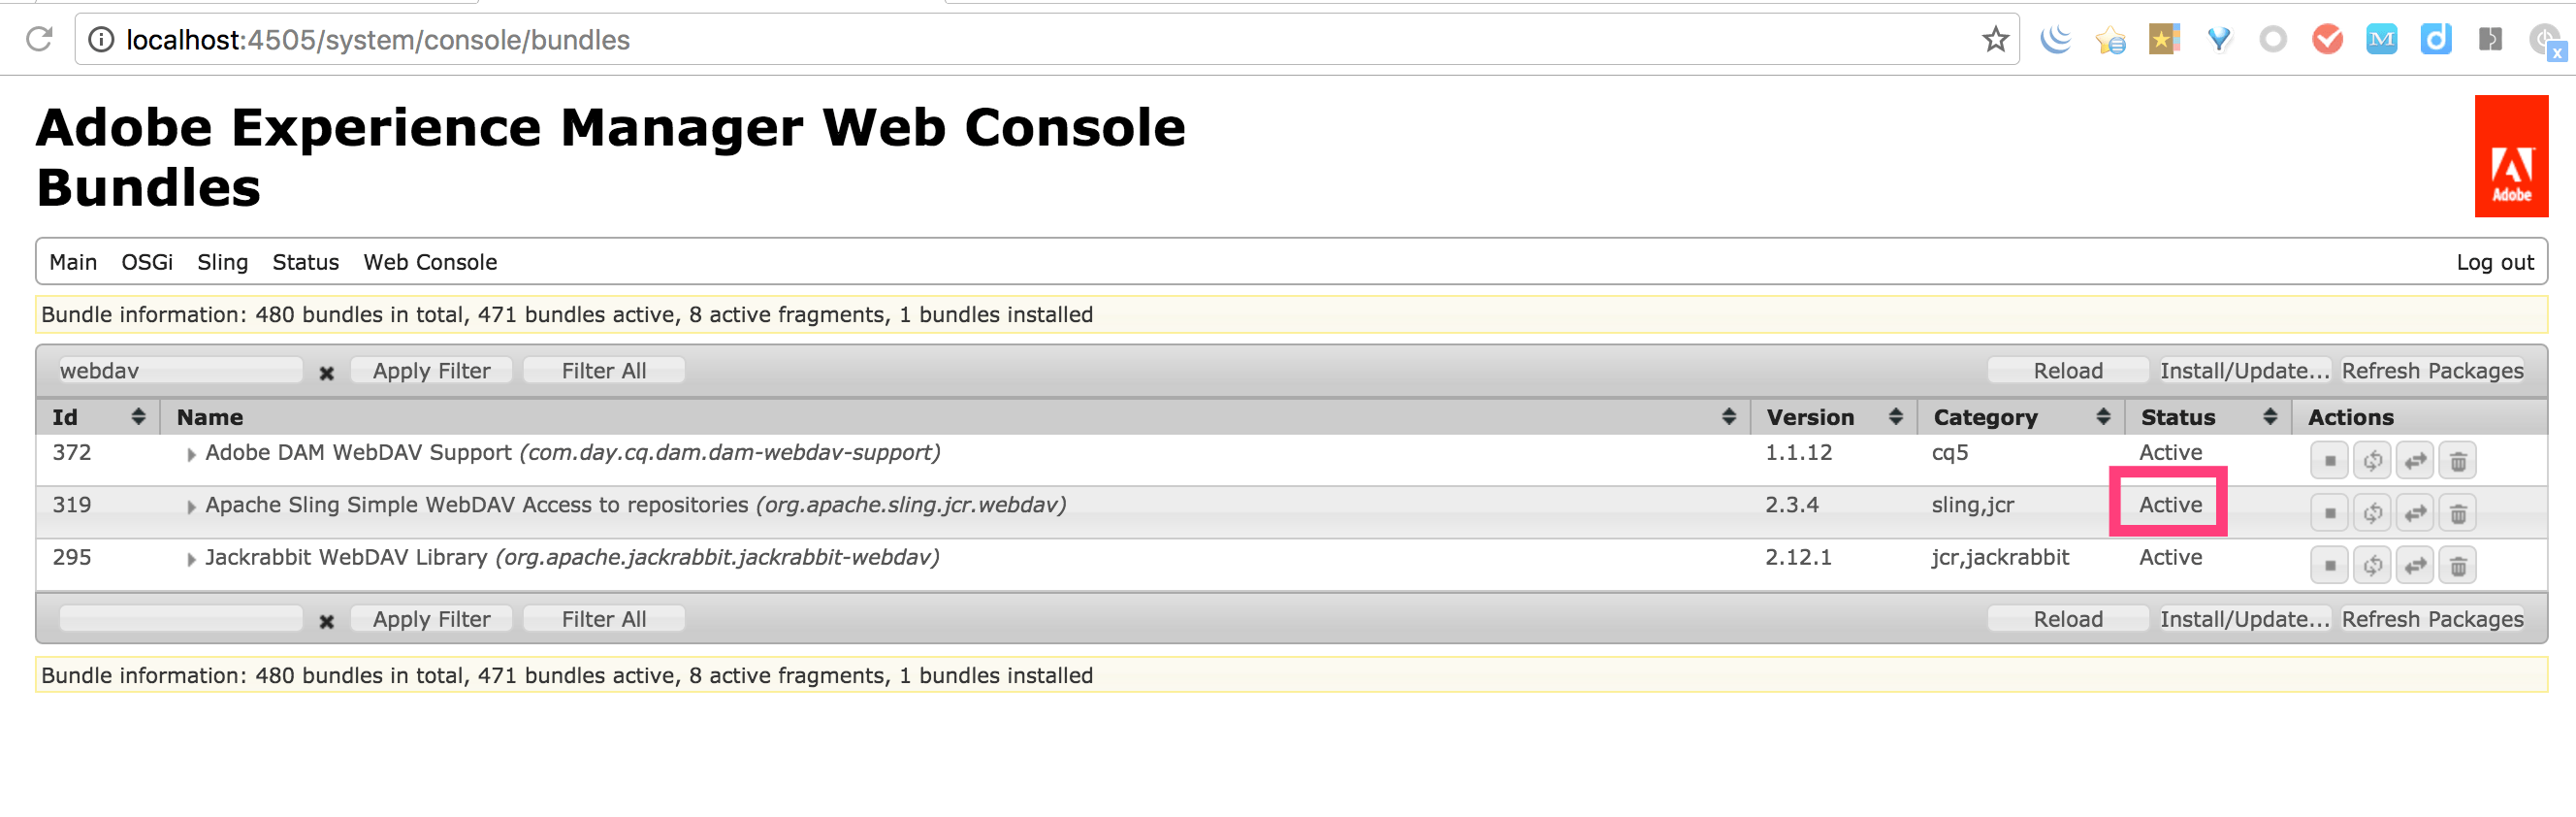 localhost:4505/system/console/bundles
M d x
Adobe Experience Manager Web Console
Bundles
Adobe
Main OSGi Sling Status Web Console Log out
Bundle information: 480 bundles in total, 471 bundles active, 8 active fragments, 1 bundles installed
webdav Apply Filter Filter All Reload Install/Update... Refresh Packages
Id Name Version Category Status Actions
372 Adobe DAM WebDAV Support (com.day.cq.dam.dam-webdav-support) 1.1.12 cq5 Active
319 Apache Sling Simple WebDAV Access to repositories (org.apache.sling.jcr.webdav) 2.3.4 sling,jcr Active
295 Jackrabbit WebDAV Library (org.apache.jackrabbit.jackrabbit-webdav) 2.12.1 jcr,jackrabbit Active
Apply Filter Filter All Reload Install/Update... Refresh Packages
Bundle information: 480 bundles in total, 471 bundles active, 8 active fragments, 1 bundles installed